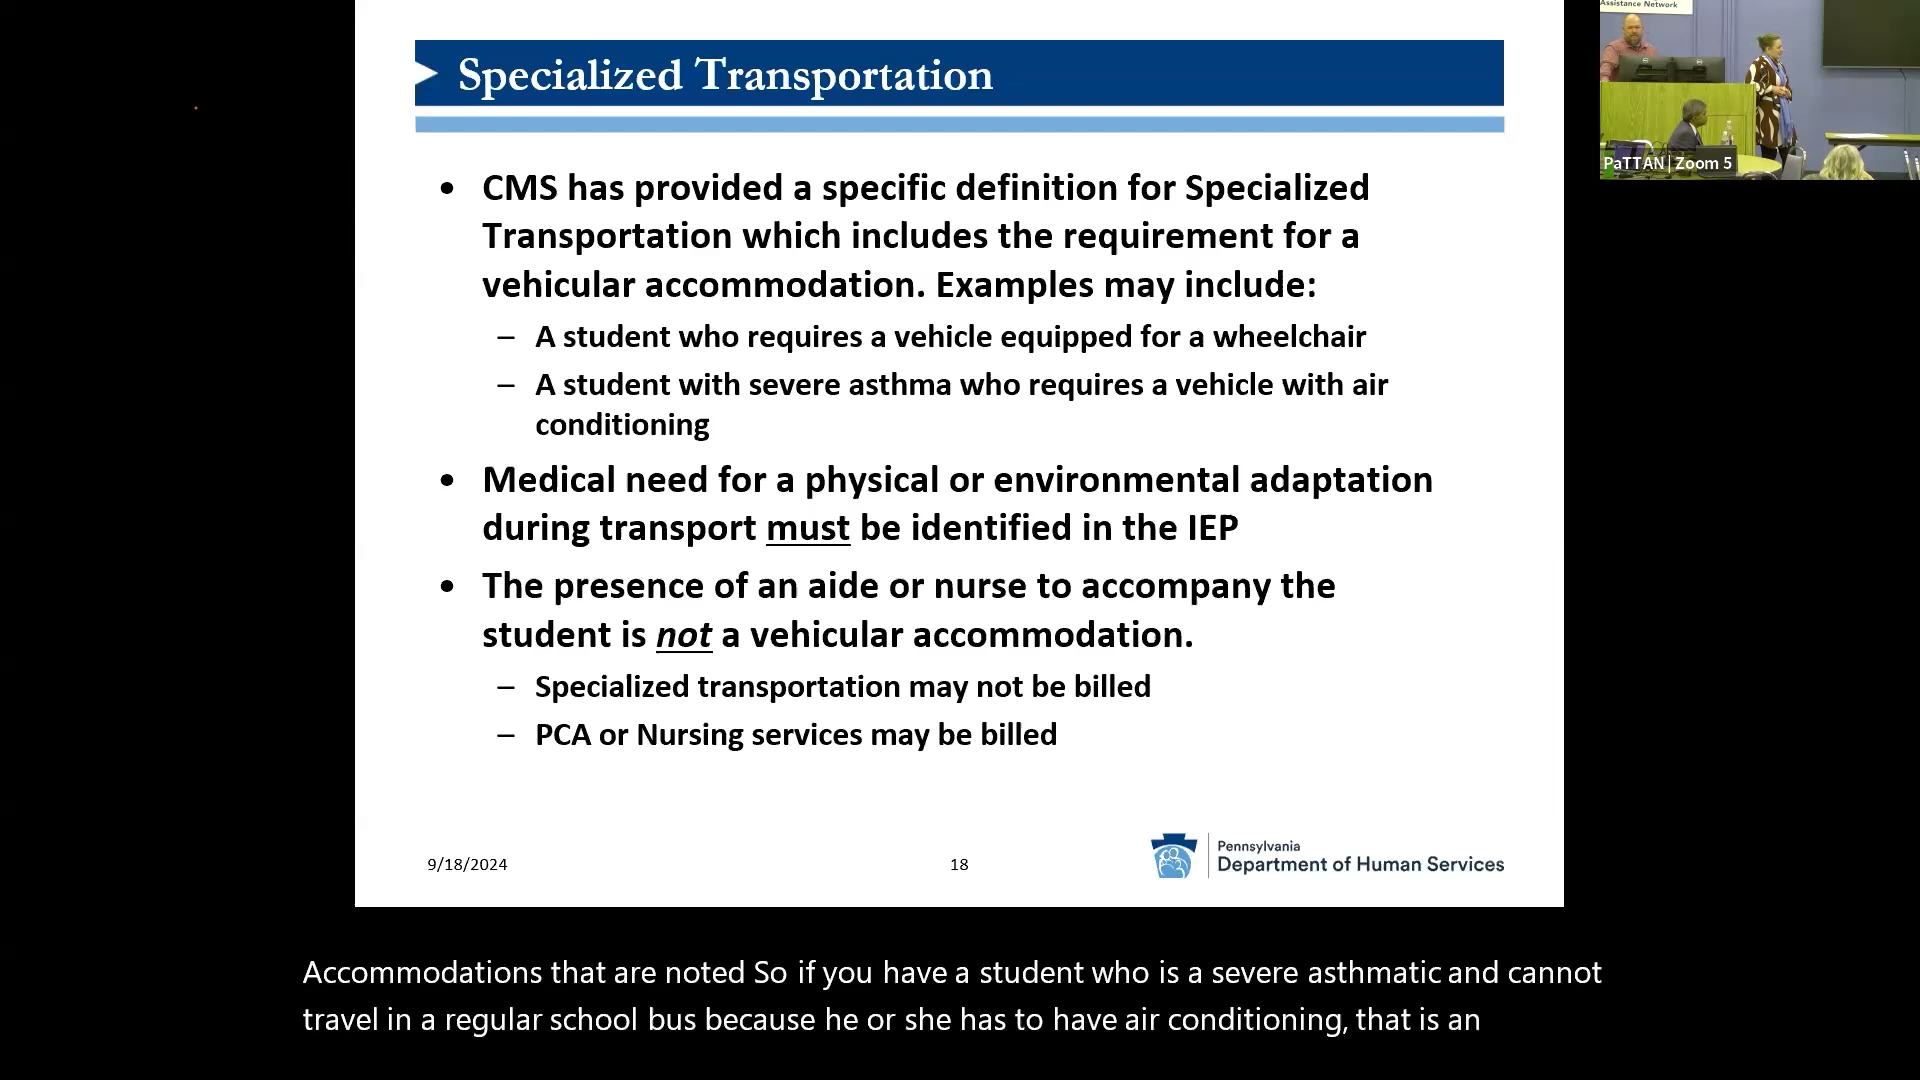 Assistance Network
Specialized Transportation
PaTTAN | Zoom 5
• CMS has provided a specific definition for Specialized
Transportation which includes the requirement for a
vehicular accommodation. Examples may include:
– A student who requires a vehicle equipped for a wheelchair
– A student with severe asthma who requires a vehicle with air
conditioning
• Medical need for a physical or environmental adaptation
during transport must be identified in the IEP
• The presence of an aide or nurse to accompany the
student is not a vehicular accommodation.
– Specialized transportation may not be billed
– PCA or Nursing services may be billed
9/18/2024
18
Pennsylvania
Department of Human Services
Accommodations that are noted So if you have a student who is a severe asthmatic and cannot
travel in a regular school bus because he or she has to have air conditioning, that is an